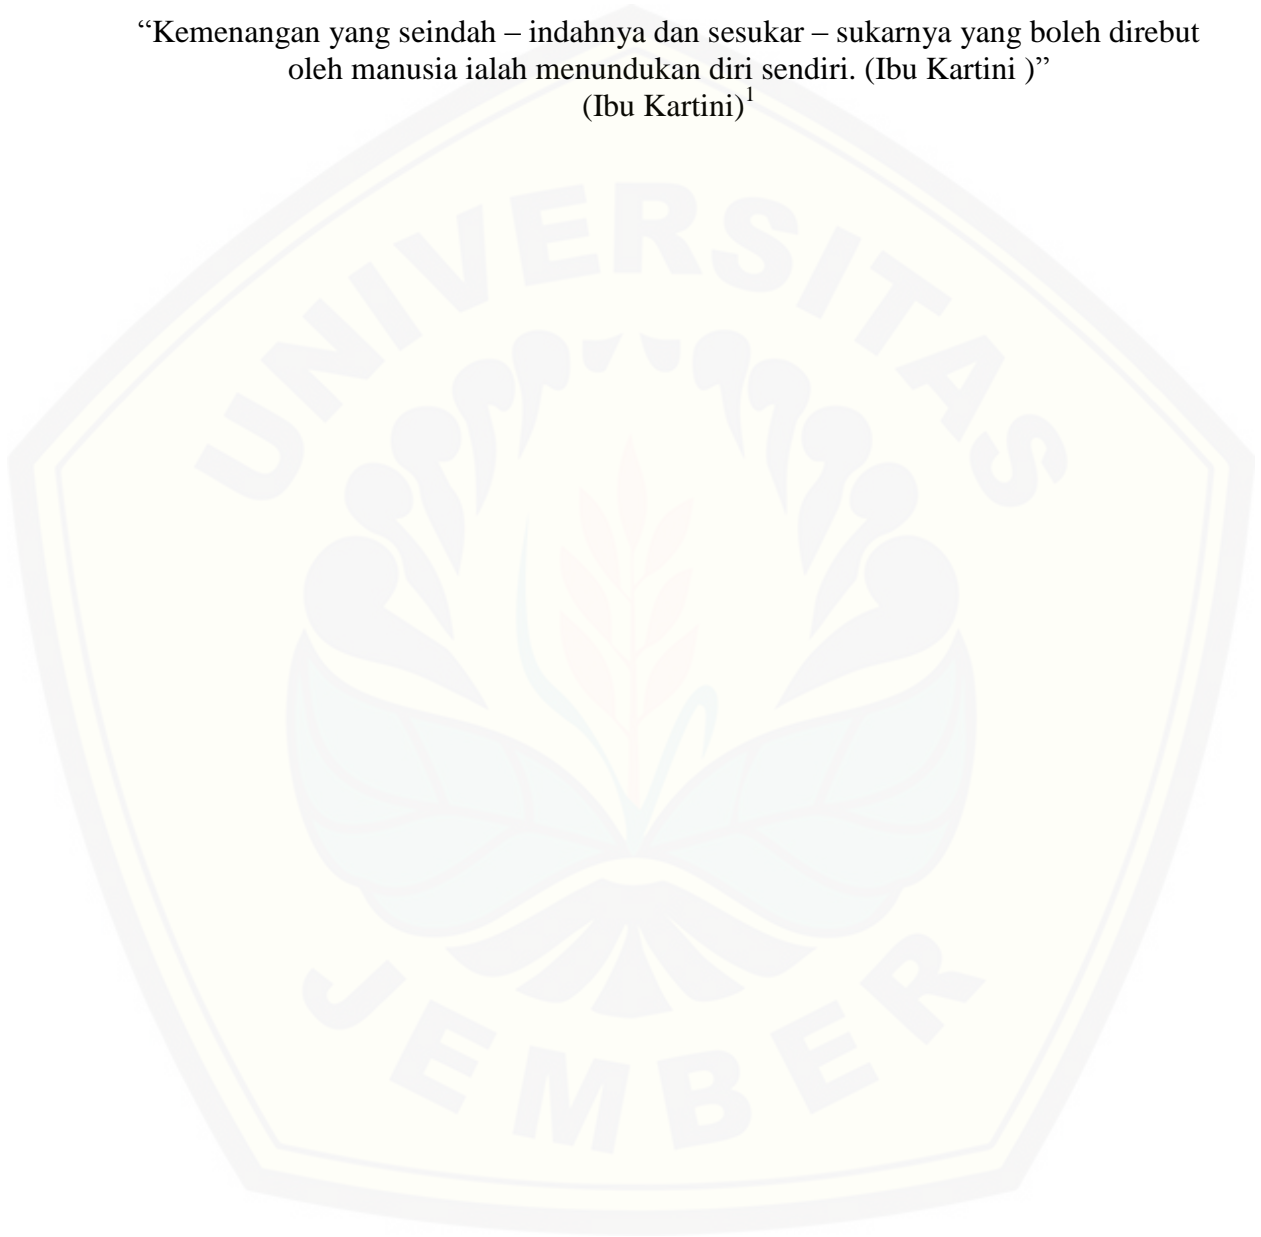 “Kemenangan yang seindah – indahnya dan sesukar – sukarnya yang boleh direbut
oleh manusia ialah menundukan diri sendiri. (Ibu Kartini )”
(Ibu Kartini)1
UNIVERSITAS
JEMBER